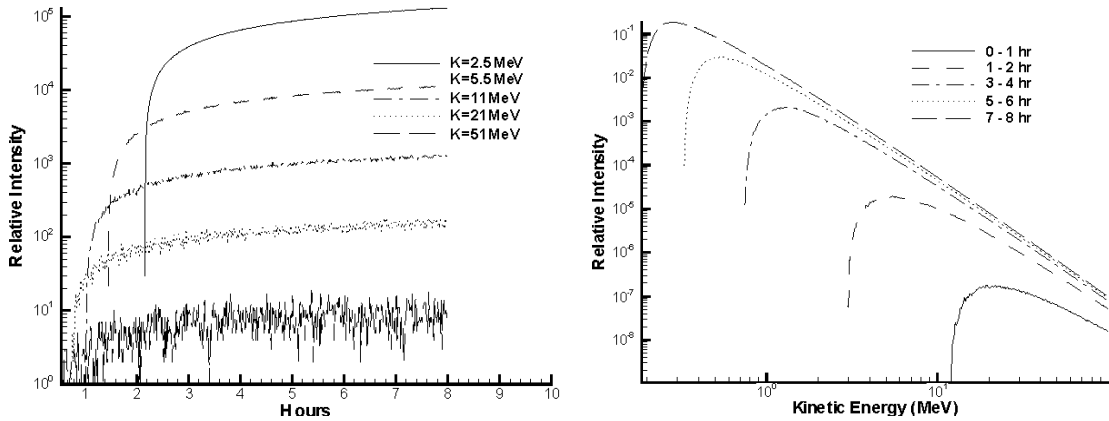 Relative Intensity
10^5
10^4
10^3
10^2
10^1
10^0
K=2.5MeV
K=5.5MeV
K=11MeV
K=21MeV
K=51MeV
1 2 3 4 5 6 7 8 9 10
Hours
Relative Intensity
10^-1
10^-2
10^-3
10^-4
10^-5
10^-6
10^-7
10^-8
0 - 1 hr
1 - 2 hr
3 - 4 hr
5 - 6 hr
7 - 8 hr
10^0 10^1
Kinetic Energy (MeV)